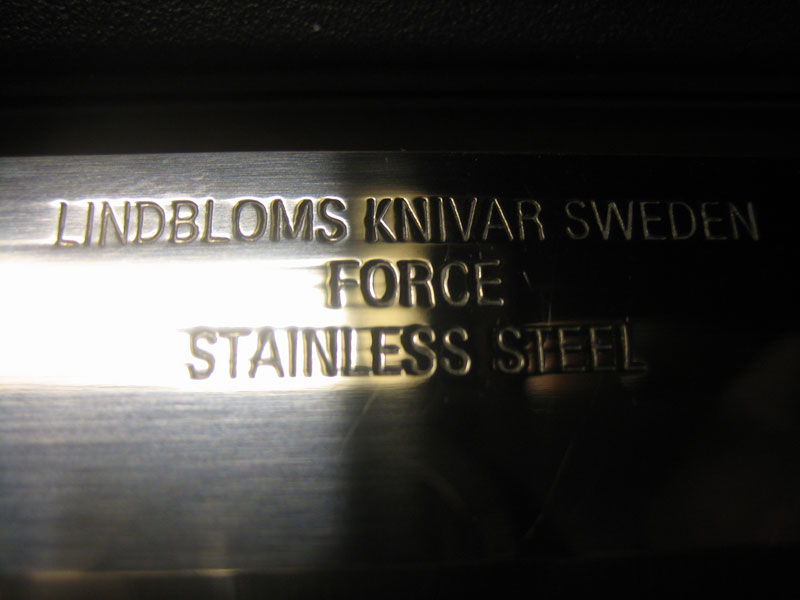 LINDBLOMS KNIVAR SWEDEN
FORCE
STAINLESS STEEL